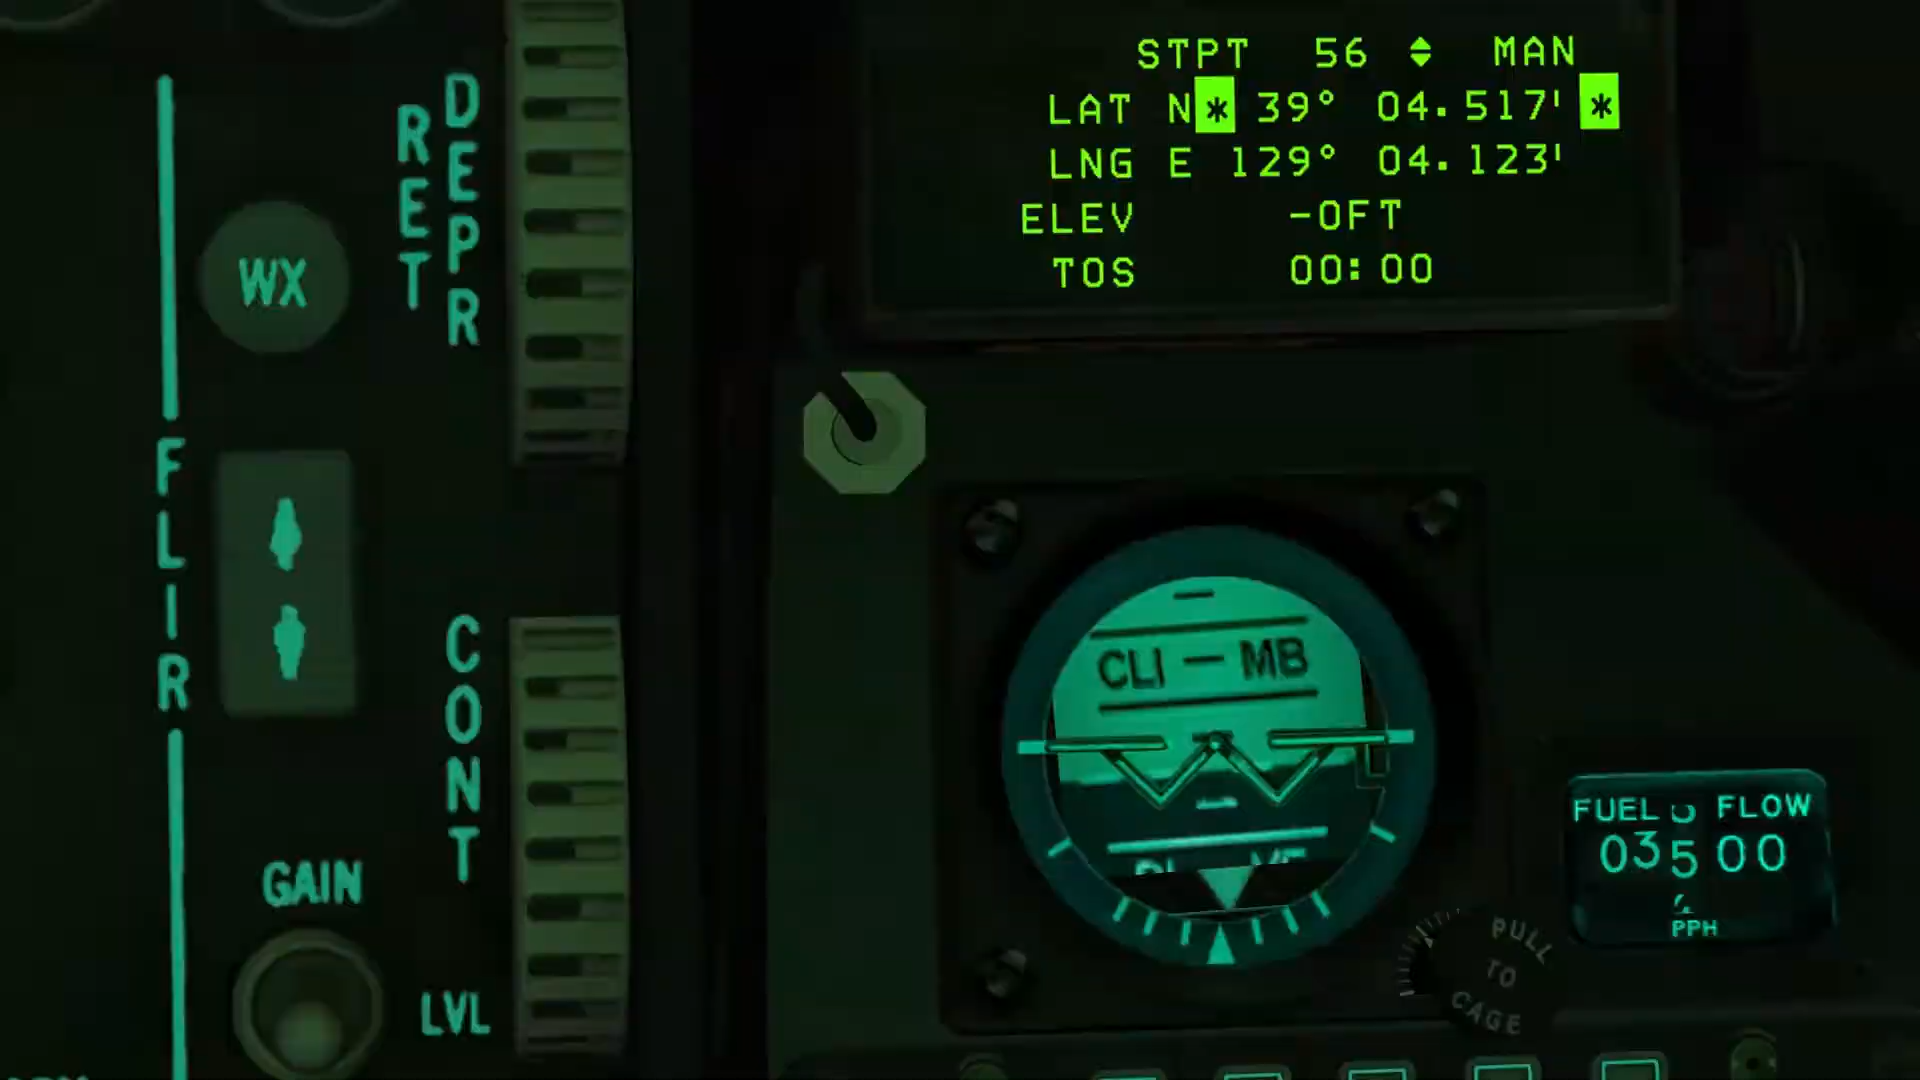 STPT 56 MAN
LAT N* 39° 04.517' *
LNG E 129° 04.123'
ELEV -0FT
TOS 00:00
RET
DEPR
WX
FLIR
CONT
GAIN
LVL
CLI — MB
FUEL FLOW
03500
PPH
PULL
TO
CAGE